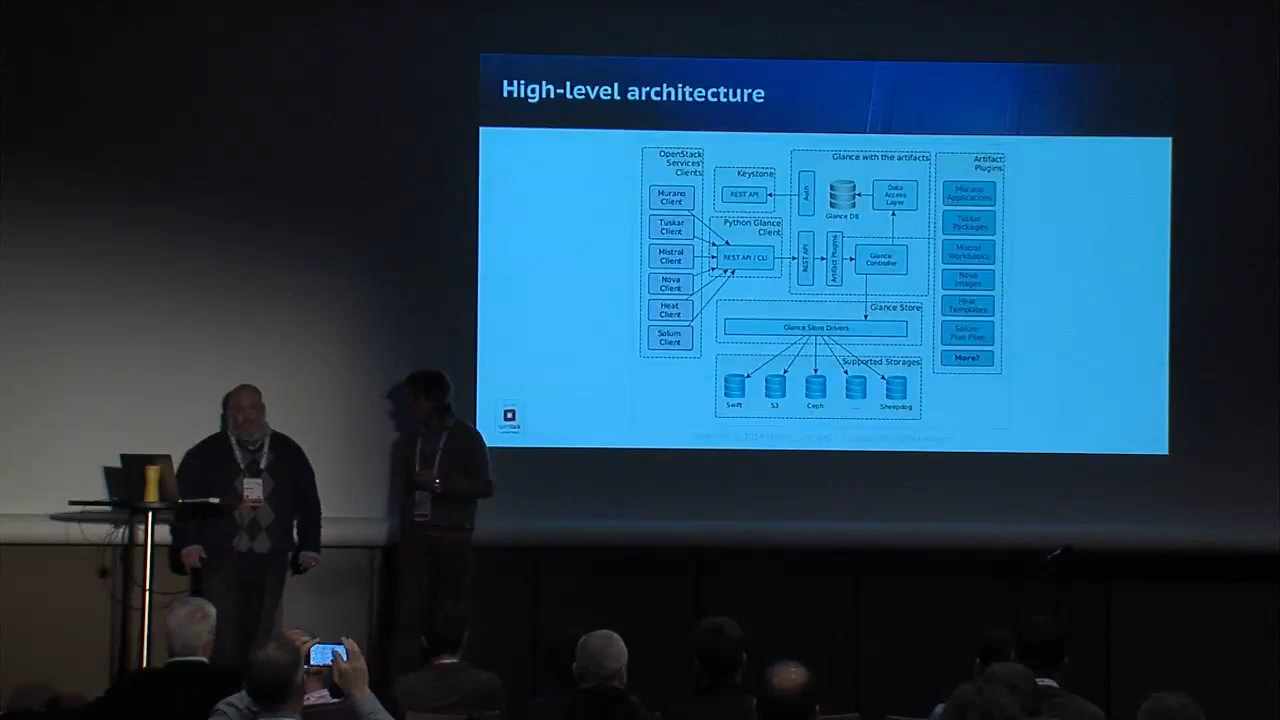 High-level architecture
OpenStack
Services'
Clients
Murano
Client
Tuskar
Client
Mistral
Client
Nova
Client
Heat
Client
Solum
Client
Keystone
REST API
Python Glance
Client
REST API / CLI
Glance with the artifacts
Auth
Glance DB
Data
Access
Layer
REST API
Artifact Plugins
Glance
Controller
Glance Store
Glance Store Drivers
Supported Storages
Swift
S3
Ceph
...
Sheepdog
Artifact
Plugins
Murano
Applications
Tuskar
Packages
Mistral
Workbooks
Nova
Images
Heat
Templates
Solum
Plan Files
More?